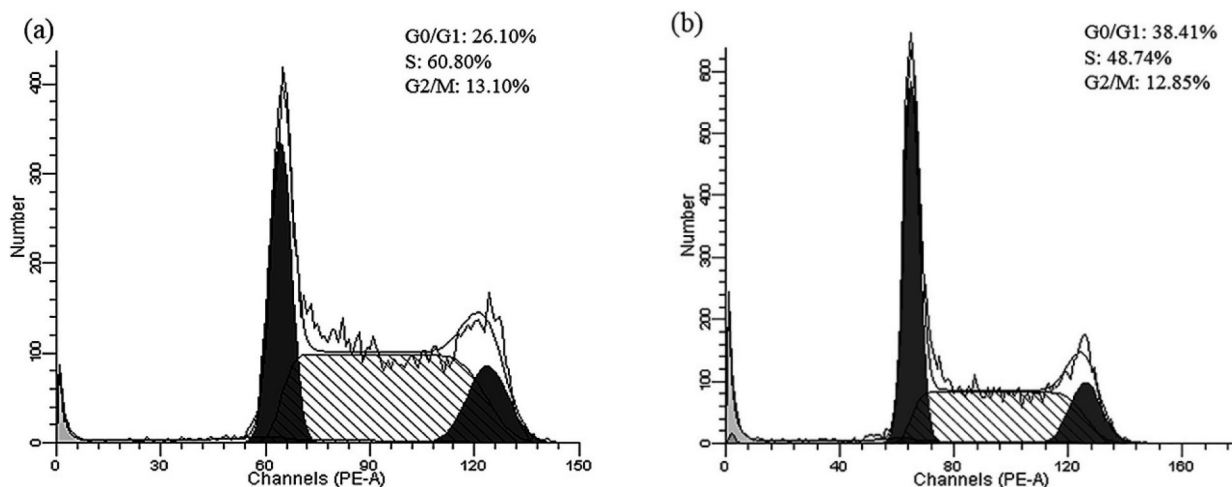 (a)
G0/G1: 26.10%
S: 60.80%
G2/M: 13.10%
Number
400
300
200
100
0
0 30 60 90 120 150
Channels (PE-A)
(b)
G0/G1: 38.41%
S: 48.74%
G2/M: 12.85%
Number
600
500
400
300
200
100
0
0 40 80 120 160
Channels (PE-A)